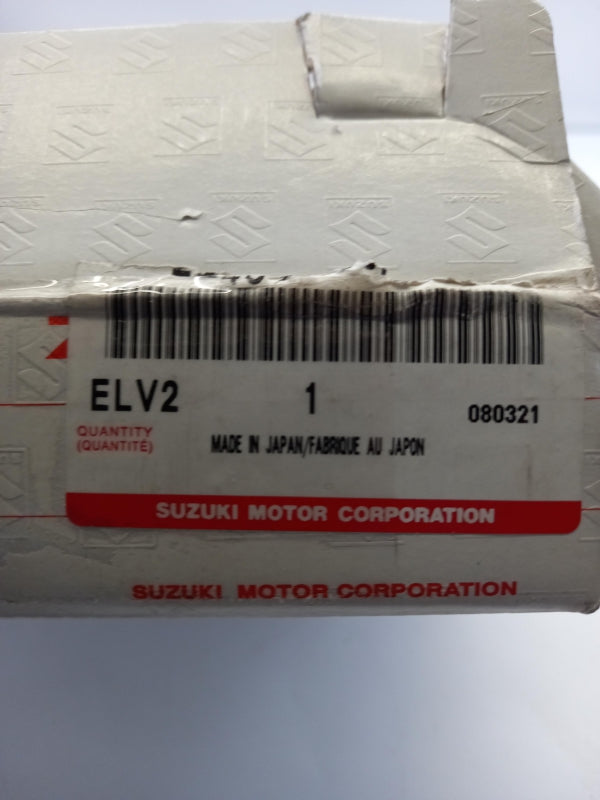 ELV2 1 080321
QUANTITY
(QUANTITÉ)
MADE IN JAPAN/FABRIQUE AU JAPON
SUZUKI MOTOR CORPORATION
SUZUKI MOTOR CORPORATION